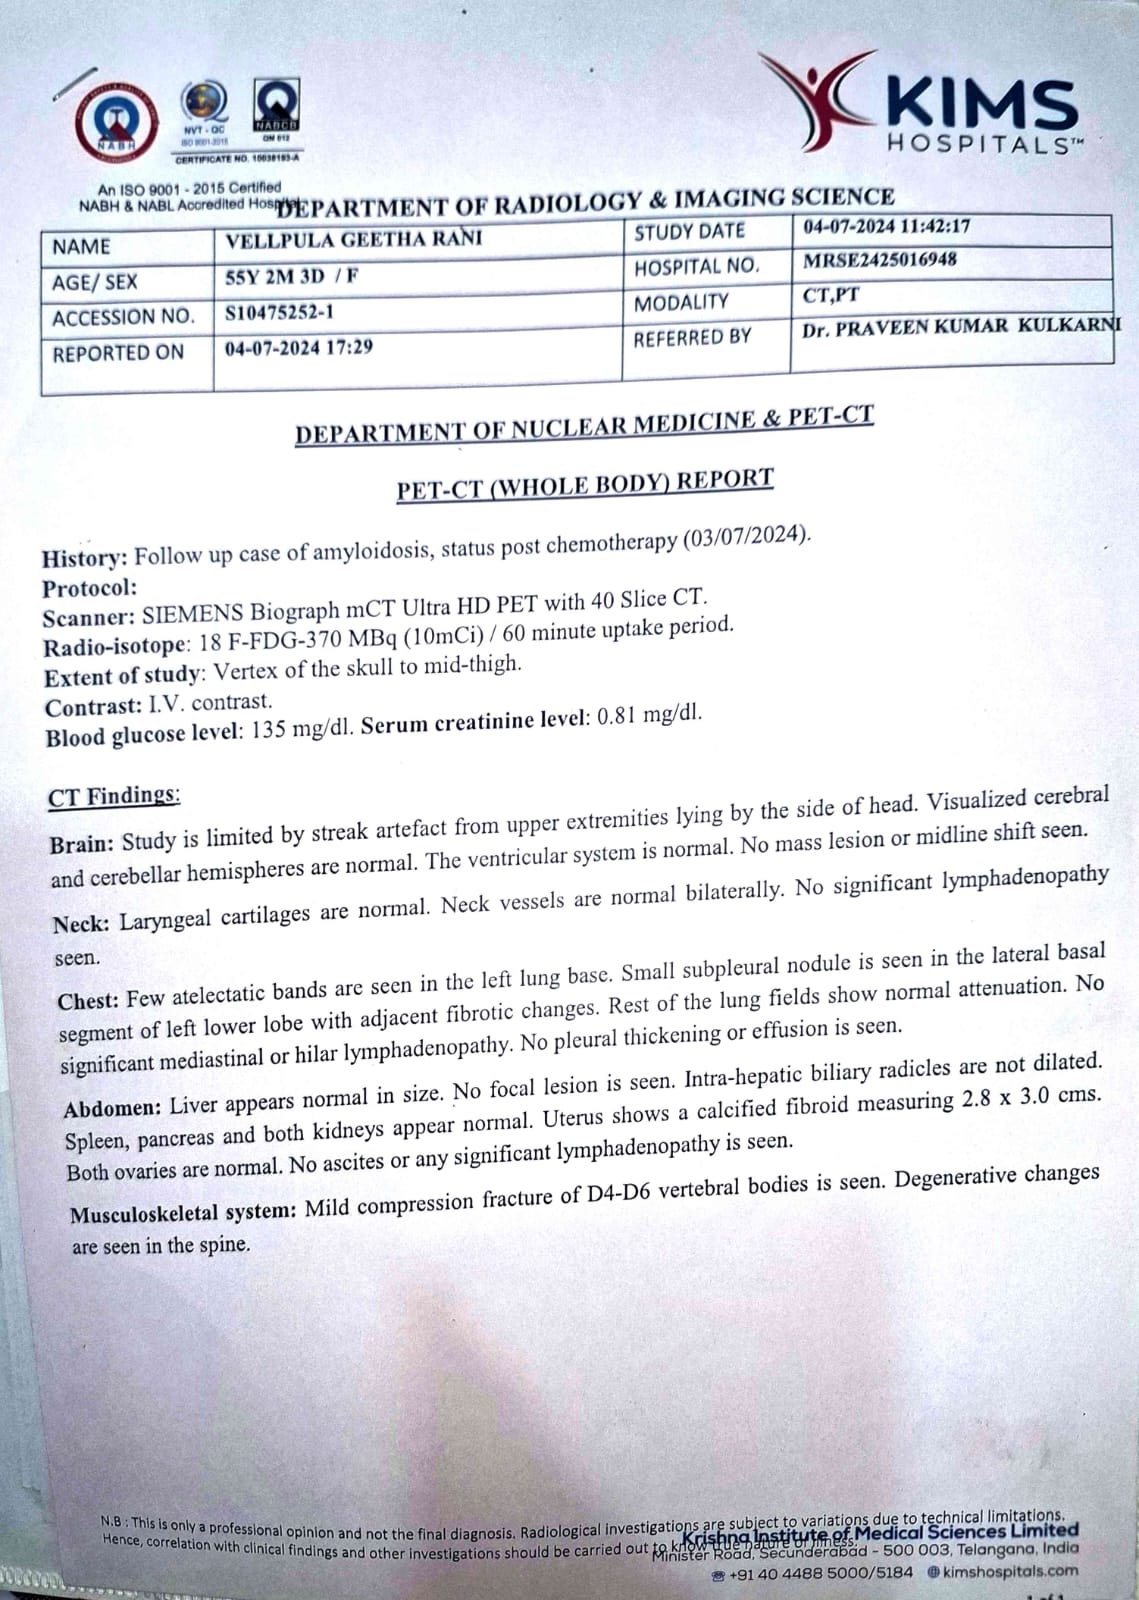 NABH
NVT - QC
ISO 9001:2015
NABCB
QM 012
CERTIFICATE NO. 10038193-A
An ISO 9001 - 2015 Certified
NABH & NABL Accredited Hospital
KIMS
HOSPITALS™
DEPARTMENT OF RADIOLOGY & IMAGING SCIENCE
NAME VELLPULA GEETHA RANI STUDY DATE 04-07-2024 11:42:17
AGE/ SEX 55Y 2M 3D / F HOSPITAL NO. MRSE2425016948
ACCESSION NO. S10475252-1 MODALITY CT,PT
REPORTED ON 04-07-2024 17:29 REFERRED BY Dr. PRAVEEN KUMAR KULKARNI
DEPARTMENT OF NUCLEAR MEDICINE & PET-CT
PET-CT (WHOLE BODY) REPORT
History: Follow up case of amyloidosis, status post chemotherapy (03/07/2024).
Protocol:
Scanner: SIEMENS Biograph mCT Ultra HD PET with 40 Slice CT.
Radio-isotope: 18 F-FDG-370 MBq (10mCi) / 60 minute uptake period.
Extent of study: Vertex of the skull to mid-thigh.
Contrast: I.V. contrast.
Blood glucose level: 135 mg/dl. Serum creatinine level: 0.81 mg/dl.
CT Findings:
Brain: Study is limited by streak artefact from upper extremities lying by the side of head. Visualized cerebral
and cerebellar hemispheres are normal. The ventricular system is normal. No mass lesion or midline shift seen.
Neck: Laryngeal cartilages are normal. Neck vessels are normal bilaterally. No significant lymphadenopathy
seen.
Chest: Few atelectatic bands are seen in the left lung base. Small subpleural nodule is seen in the lateral basal
segment of left lower lobe with adjacent fibrotic changes. Rest of the lung fields show normal attenuation. No
significant mediastinal or hilar lymphadenopathy. No pleural thickening or effusion is seen.
Abdomen: Liver appears normal in size. No focal lesion is seen. Intra-hepatic biliary radicles are not dilated.
Spleen, pancreas and both kidneys appear normal. Uterus shows a calcified fibroid measuring 2.8 x 3.0 cms.
Both ovaries are normal. No ascites or any significant lymphadenopathy is seen.
Musculoskeletal system: Mild compression fracture of D4-D6 vertebral bodies is seen. Degenerative changes
are seen in the spine.
N.B : This is only a professional opinion and not the final diagnosis. Radiological investigations are subject to variations due to technical limitations.
Hence, correlation with clinical findings and other investigations should be carried out to know true nature of illness.
Krishna Institute of Medical Sciences Limited
Minister Road, Secunderabad - 500 003, Telangana, India
☎ +91 40 4488 5000/5184 kimshospitals.com